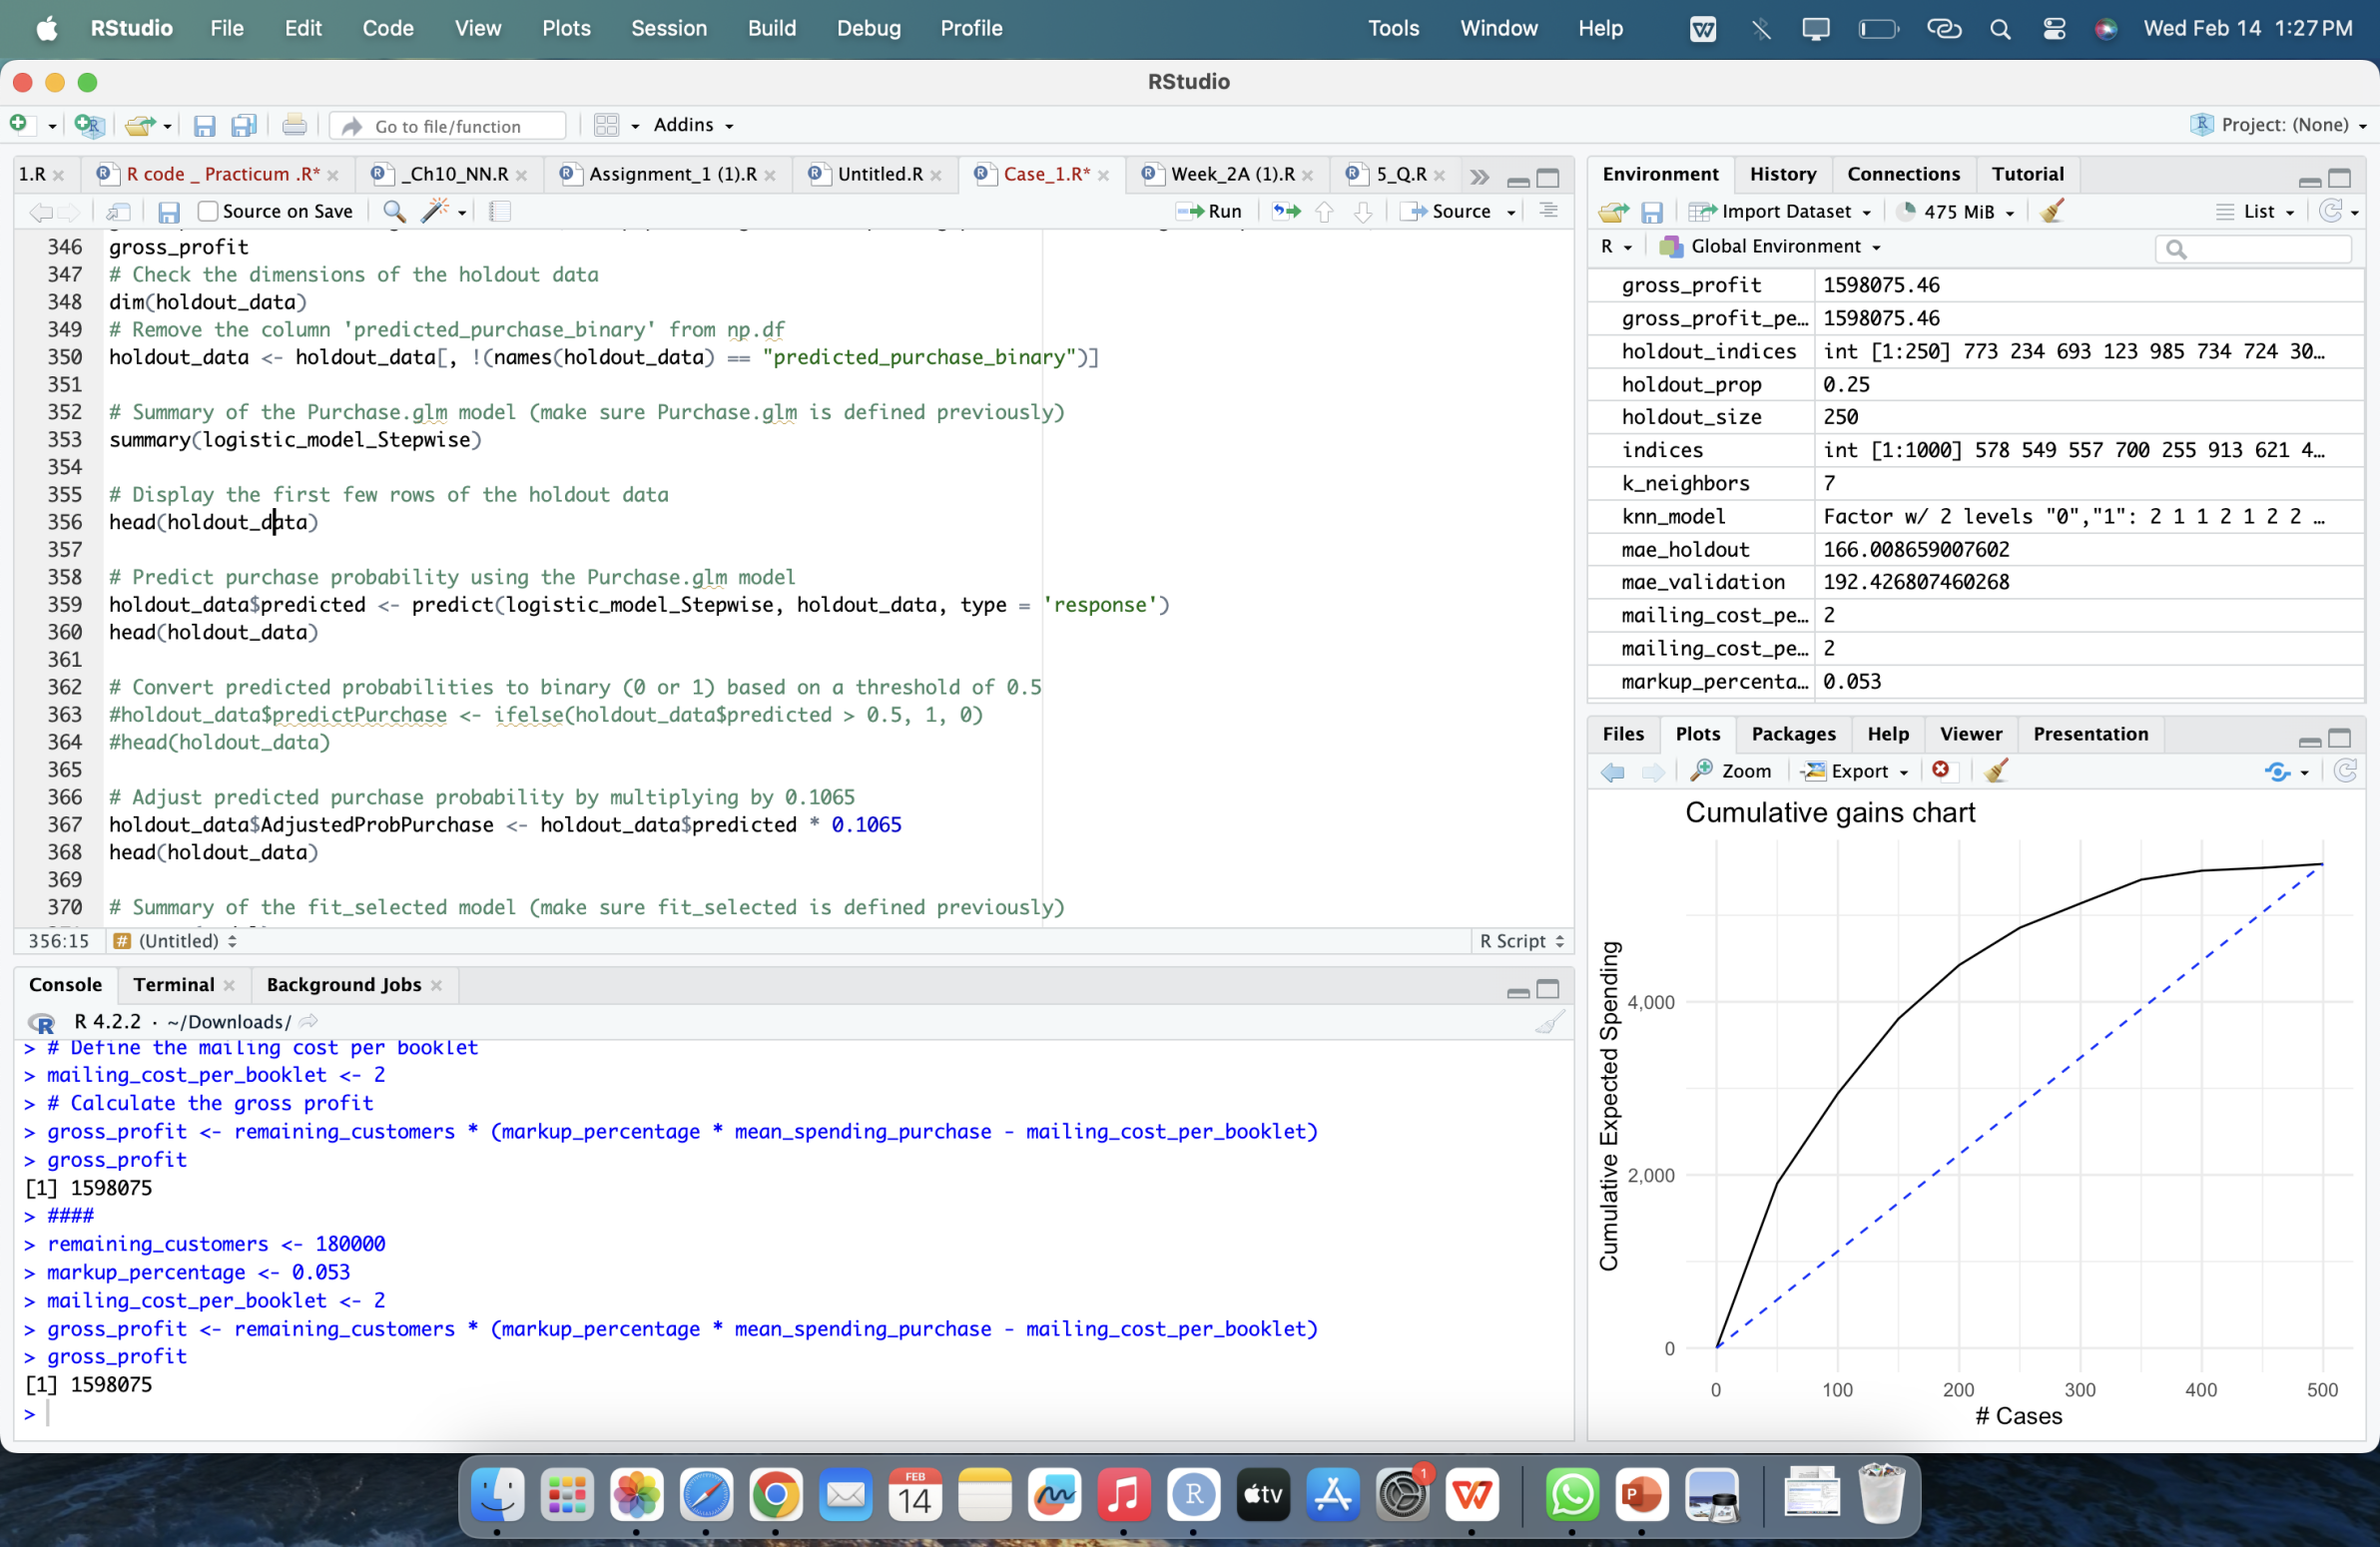 RStudio File Edit Code View Plots Session Build Debug Profile Tools Window Help Wed Feb 14 1:27 PM
RStudio
Go to file/function Addins Project: (None)
1.R R code _ Practicum .R* _Ch10_NN.R Assignment_1 (1).R Untitled.R Case_1.R* Week_2A (1).R 5_Q.R
Source on Save Run Source
346 gross_profit
347 # Check the dimensions of the holdout data
348 dim(holdout_data)
349 # Remove the column 'predicted_purchase_binary' from np.df
350 holdout_data <- holdout_data[, !(names(holdout_data) == "predicted_purchase_binary")]
351
352 # Summary of the Purchase.glm model (make sure Purchase.glm is defined previously)
353 summary(logistic_model_Stepwise)
354
355 # Display the first few rows of the holdout data
356 head(holdout_data)
357
358 # Predict purchase probability using the Purchase.glm model
359 holdout_data$predicted <- predict(logistic_model_Stepwise, holdout_data, type = 'response')
360 head(holdout_data)
361
362 # Convert predicted probabilities to binary (0 or 1) based on a threshold of 0.5
363 #holdout_data$predictPurchase <- ifelse(holdout_data$predicted > 0.5, 1, 0)
364 #head(holdout_data)
365
366 # Adjust predicted purchase probability by multiplying by 0.1065
367 holdout_data$AdjustedProbPurchase <- holdout_data$predicted * 0.1065
368 head(holdout_data)
369
370 # Summary of the fit_selected model (make sure fit_selected is defined previously)
356:15 # (Untitled) R Script
Console Terminal Background Jobs
R 4.2.2 · ~/Downloads/
> # Define the mailing cost per booklet
> mailing_cost_per_booklet <- 2
> # Calculate the gross profit
> gross_profit <- remaining_customers * (markup_percentage * mean_spending_purchase - mailing_cost_per_booklet)
> gross_profit
[1] 1598075
> ####
> remaining_customers <- 180000
> markup_percentage <- 0.053
> mailing_cost_per_booklet <- 2
> gross_profit <- remaining_customers * (markup_percentage * mean_spending_purchase - mailing_cost_per_booklet)
> gross_profit
[1] 1598075
>
Environment History Connections Tutorial
Import Dataset 475 MiB List
R Global Environment
gross_profit 1598075.46
gross_profit_pe… 1598075.46
holdout_indices int [1:250] 773 234 693 123 985 734 724 30…
holdout_prop 0.25
holdout_size 250
indices int [1:1000] 578 549 557 700 255 913 621 4…
k_neighbors 7
knn_model Factor w/ 2 levels "0","1": 2 1 1 2 1 2 2 …
mae_holdout 166.008659007602
mae_validation 192.426807460268
mailing_cost_pe… 2
mailing_cost_pe… 2
markup_percenta… 0.053
Files Plots Packages Help Viewer Presentation
Zoom Export
Cumulative gains chart
Cumulative Expected Spending
4,000
2,000
0
0 100 200 300 400 500
# Cases
FEB
14
R
tv
1
W
P